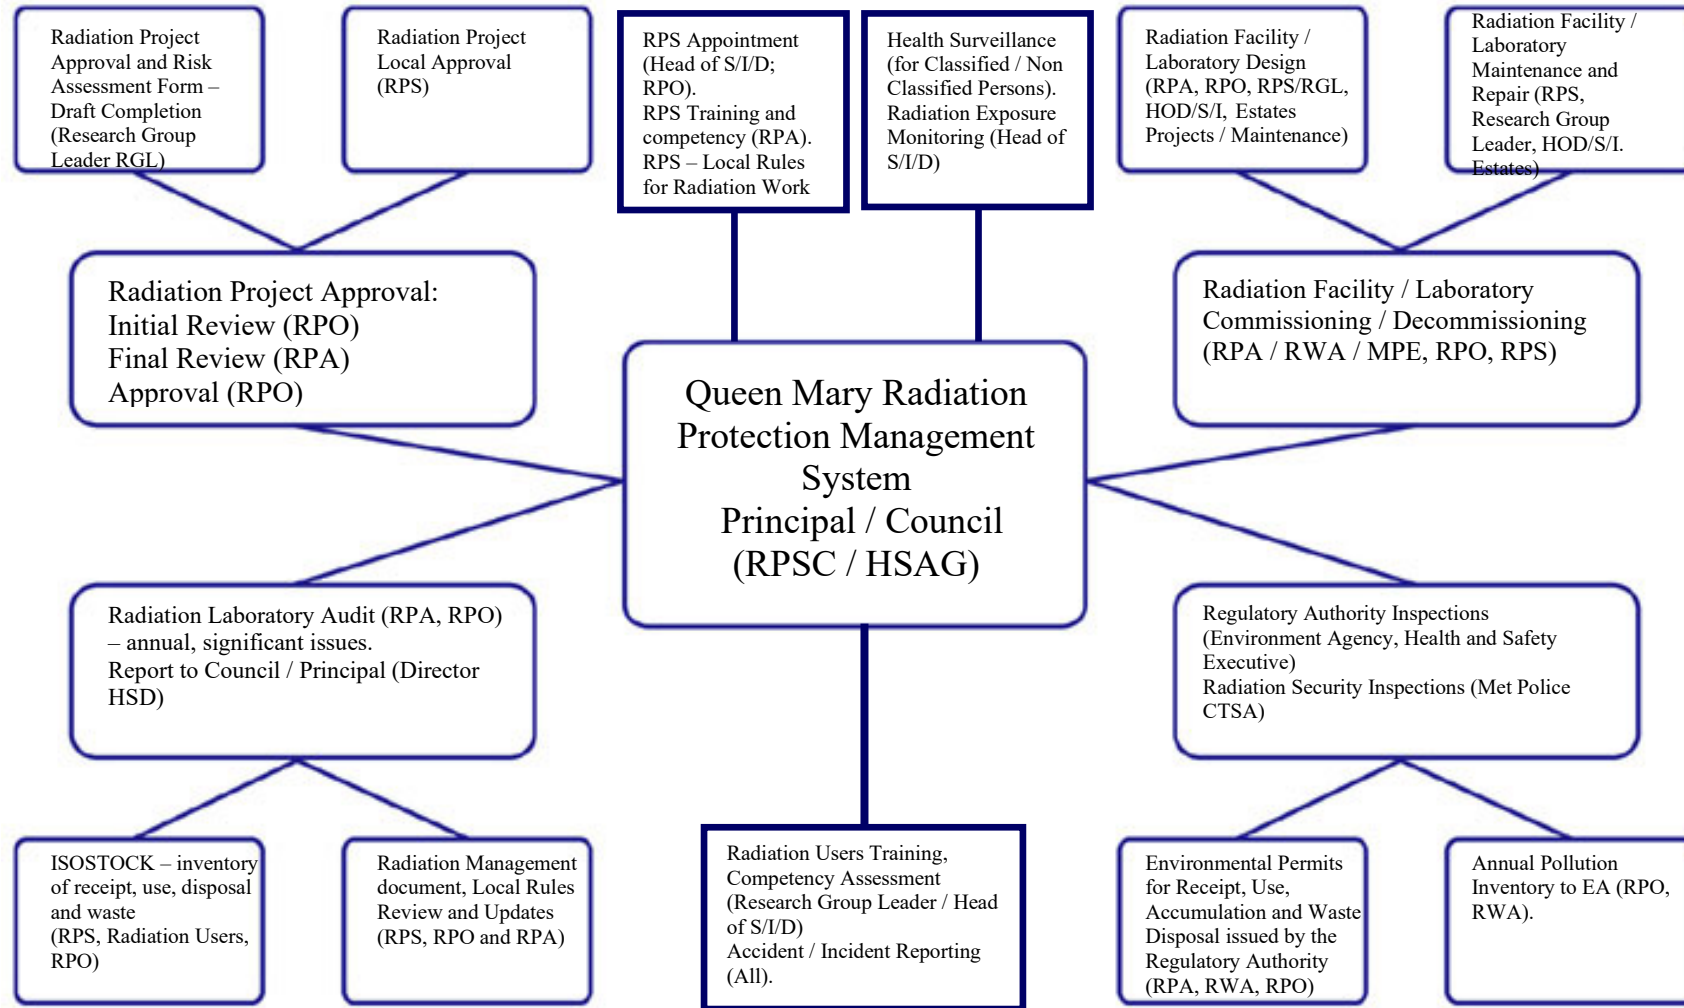 Radiation Project
Approval and Risk
Assessment Form –
Draft Completion
(Research Group
Leader RGL)
Radiation Project
Local Approval
(RPS)
RPS Appointment
(Head of S/I/D;
RPO).
RPS Training and
competency (RPA).
RPS – Local Rules
for Radiation Work
Health Surveillance
(for Classified / Non
Classified Persons).
Radiation Exposure
Monitoring (Head of
S/I/D)
Radiation Facility /
Laboratory Design
(RPA, RPO, RPS/RGL,
HOD/S/I, Estates
Projects / Maintenance)
Radiation Facility /
Laboratory
Maintenance and
Repair (RPS,
Research Group
Leader, HOD/S/I.
Estates)
Radiation Project Approval:
Initial Review (RPO)
Final Review (RPA)
Approval (RPO)
Queen Mary Radiation
Protection Management
System
Principal / Council
(RPSC / HSAG)
Radiation Facility / Laboratory
Commissioning / Decommissioning
(RPA / RWA / MPE, RPO, RPS)
Radiation Laboratory Audit (RPA, RPO)
– annual, significant issues.
Report to Council / Principal (Director
HSD)
Regulatory Authority Inspections
(Environment Agency, Health and Safety
Executive)
Radiation Security Inspections (Met Police
CTSA)
ISOSTOCK – inventory
of receipt, use, disposal
and waste
(RPS, Radiation Users,
RPO)
Radiation Management
document, Local Rules
Review and Updates
(RPS, RPO and RPA)
Radiation Users Training,
Competency Assessment
(Research Group Leader / Head
of S/I/D)
Accident / Incident Reporting
(All).
Environmental Permits
for Receipt, Use,
Accumulation and Waste
Disposal issued by the
Regulatory Authority
(RPA, RWA, RPO)
Annual Pollution
Inventory to EA (RPO,
RWA).